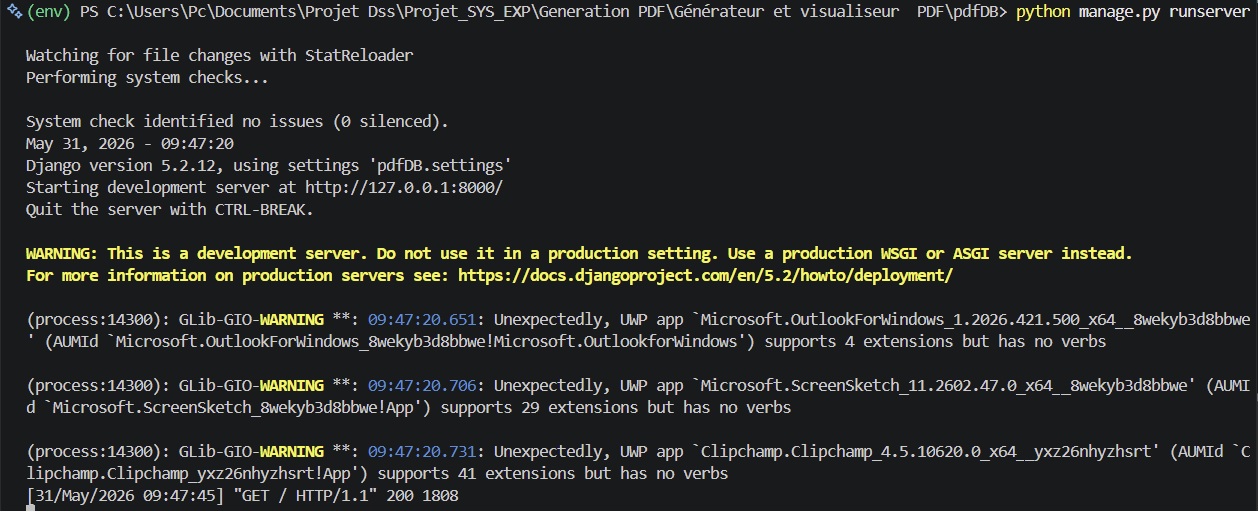 (env) PS C:\Users\Pc\Documents\Projet Dss\Projet_SYS_EXP\Generation PDF\Générateur et visualiseur  PDF\pdfDB> python manage.py runserver
Watching for file changes with StatReloader
Performing system checks...
System check identified no issues (0 silenced).
May 31, 2026 - 09:47:20
Django version 5.2.12, using settings 'pdfDB.settings'
Starting development server at http://127.0.0.1:8000/
Quit the server with CTRL-BREAK.
WARNING: This is a development server. Do not use it in a production setting. Use a production WSGI or ASGI server instead.
For more information on production servers see: https://docs.djangoproject.com/en/5.2/howto/deployment/
(process:14300): GLib-GIO-WARNING **: 09:47:20.651: Unexpectedly, UWP app `Microsoft.OutlookForWindows_1.2026.421.500_x64__8wekyb3d8bbwe
' (AUMId `Microsoft.OutlookForWindows_8wekyb3d8bbwe!Microsoft.OutlookforWindows') supports 4 extensions but has no verbs
(process:14300): GLib-GIO-WARNING **: 09:47:20.706: Unexpectedly, UWP app `Microsoft.ScreenSketch_11.2602.47.0_x64__8wekyb3d8bbwe' (AUMI
d `Microsoft.ScreenSketch_8wekyb3d8bbwe!App') supports 29 extensions but has no verbs
(process:14300): GLib-GIO-WARNING **: 09:47:20.731: Unexpectedly, UWP app `Clipchamp.Clipchamp_4.5.10620.0_x64__yxz26nhyzhsrt' (AUMId `C
lipchamp.Clipchamp_yxz26nhyzhsrt!App') supports 41 extensions but has no verbs
[31/May/2026 09:47:45] "GET / HTTP/1.1" 200 1808